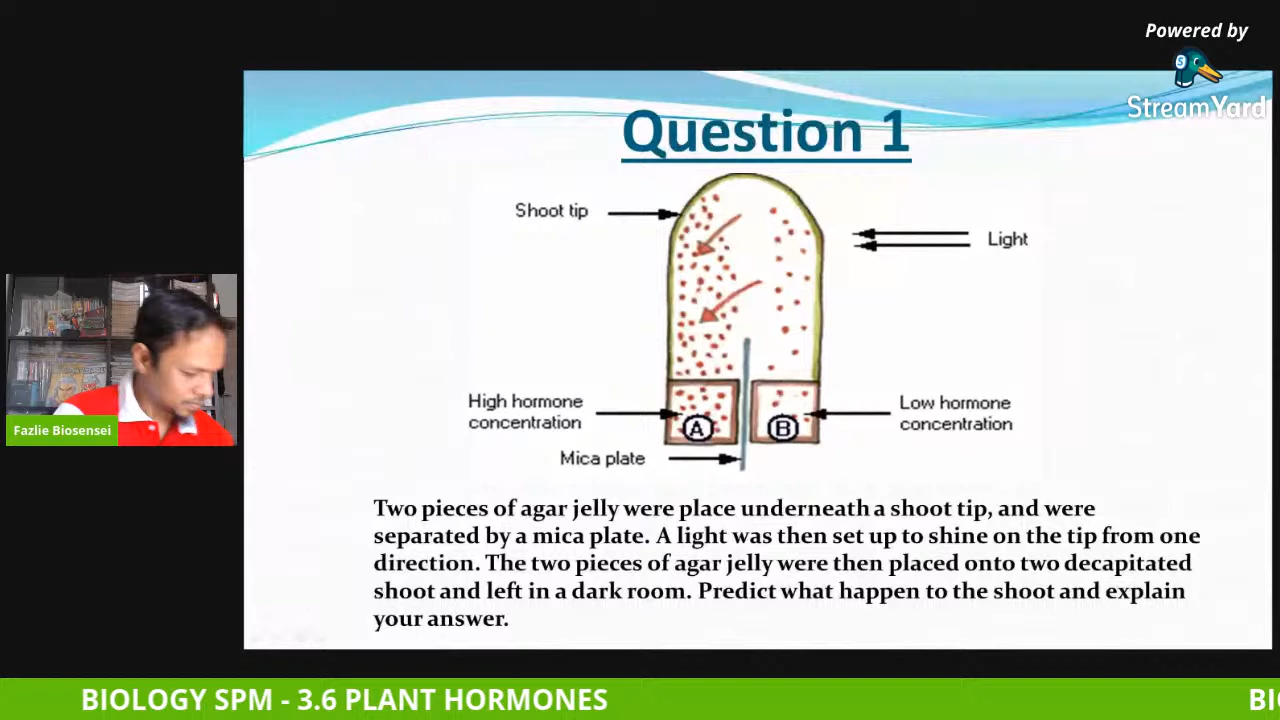 Powered by
StreamYard
Question 1
Shoot tip
Light
High hormone
concentration
A
B
Low hormone
concentration
Mica plate
Two pieces of agar jelly were place underneath a shoot tip, and were
separated by a mica plate. A light was then set up to shine on the tip from one
direction. The two pieces of agar jelly were then placed onto two decapitated
shoot and left in a dark room. Predict what happen to the shoot and explain
your answer.
Fazlie Biosensei
BIOLOGY SPM - 3.6 PLANT HORMONES
BI